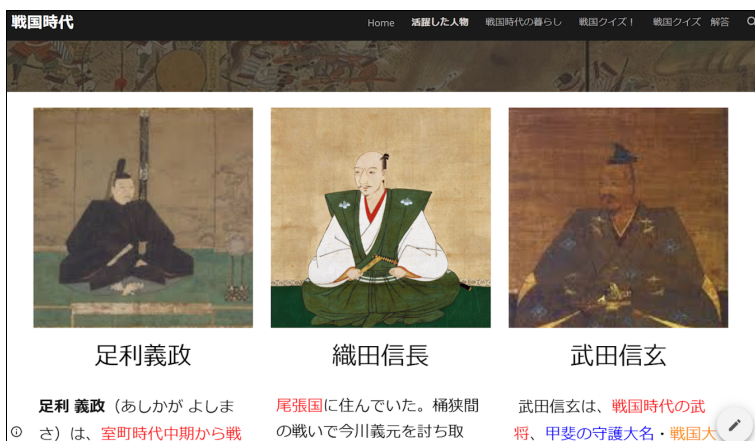 戦国時代
Home 活躍した人物 戦国時代の暮らし 戦国クイズ！ 戦国クイズ 解答
足利義政
織田信長
武田信玄
足利 義政（あしかが よしま
さ）は、室町時代中期から戦
尾張国に住んでいた。桶狭間
の戦いで今川義元を討ち取
武田信玄は、戦国時代の武
将、甲斐の守護大名・戦国大